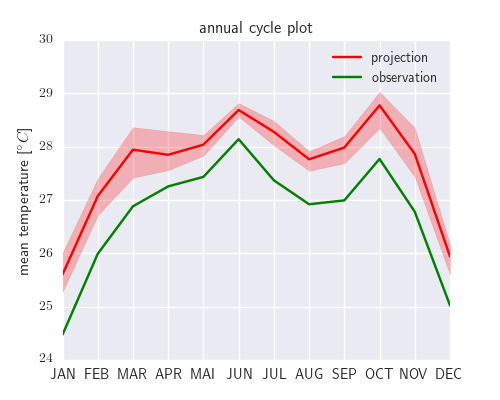 annual cycle plot
30
29
28
27
26
25
24
mean temperature [°C]
projection
observation
JAN FEB MAR APR MAI JUN JUL AUG SEP OCT NOV DEC